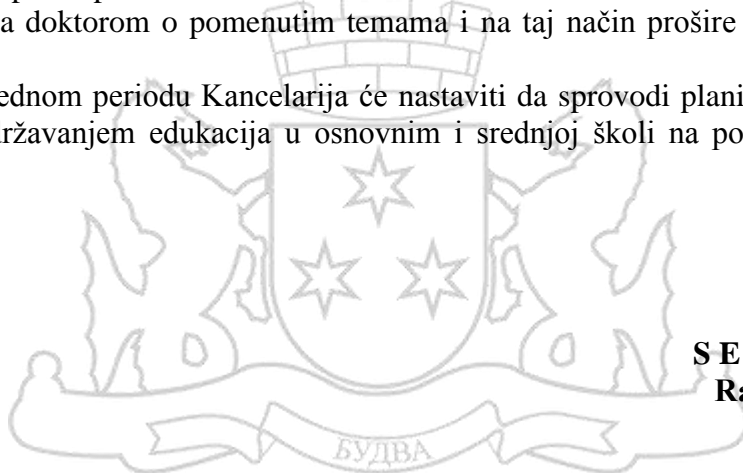 a doktorom o pomenutim temama i na taj način prošire
ednom periodu Kancelarija će nastaviti da sprovodi plani
državanjem edukacija u osnovnim i srednjoj školi na po
S E
Ra
БУДВА